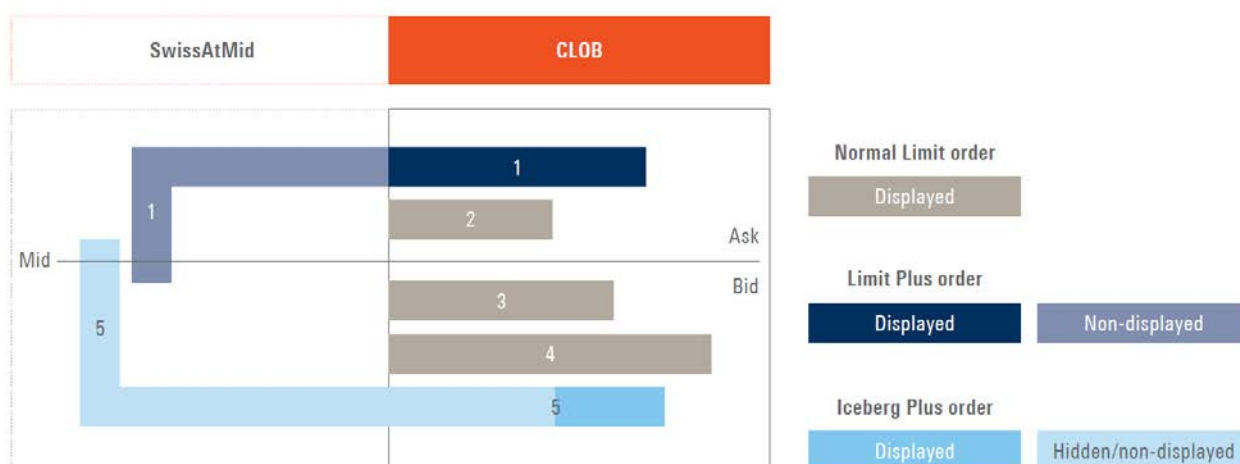 SwissAtMid
CLOB
1
1
2
Ask
Mid
Bid
3
5
4
5
Normal Limit order
Displayed
Limit Plus order
Displayed
Non-displayed
Iceberg Plus order
Displayed
Hidden/non-displayed